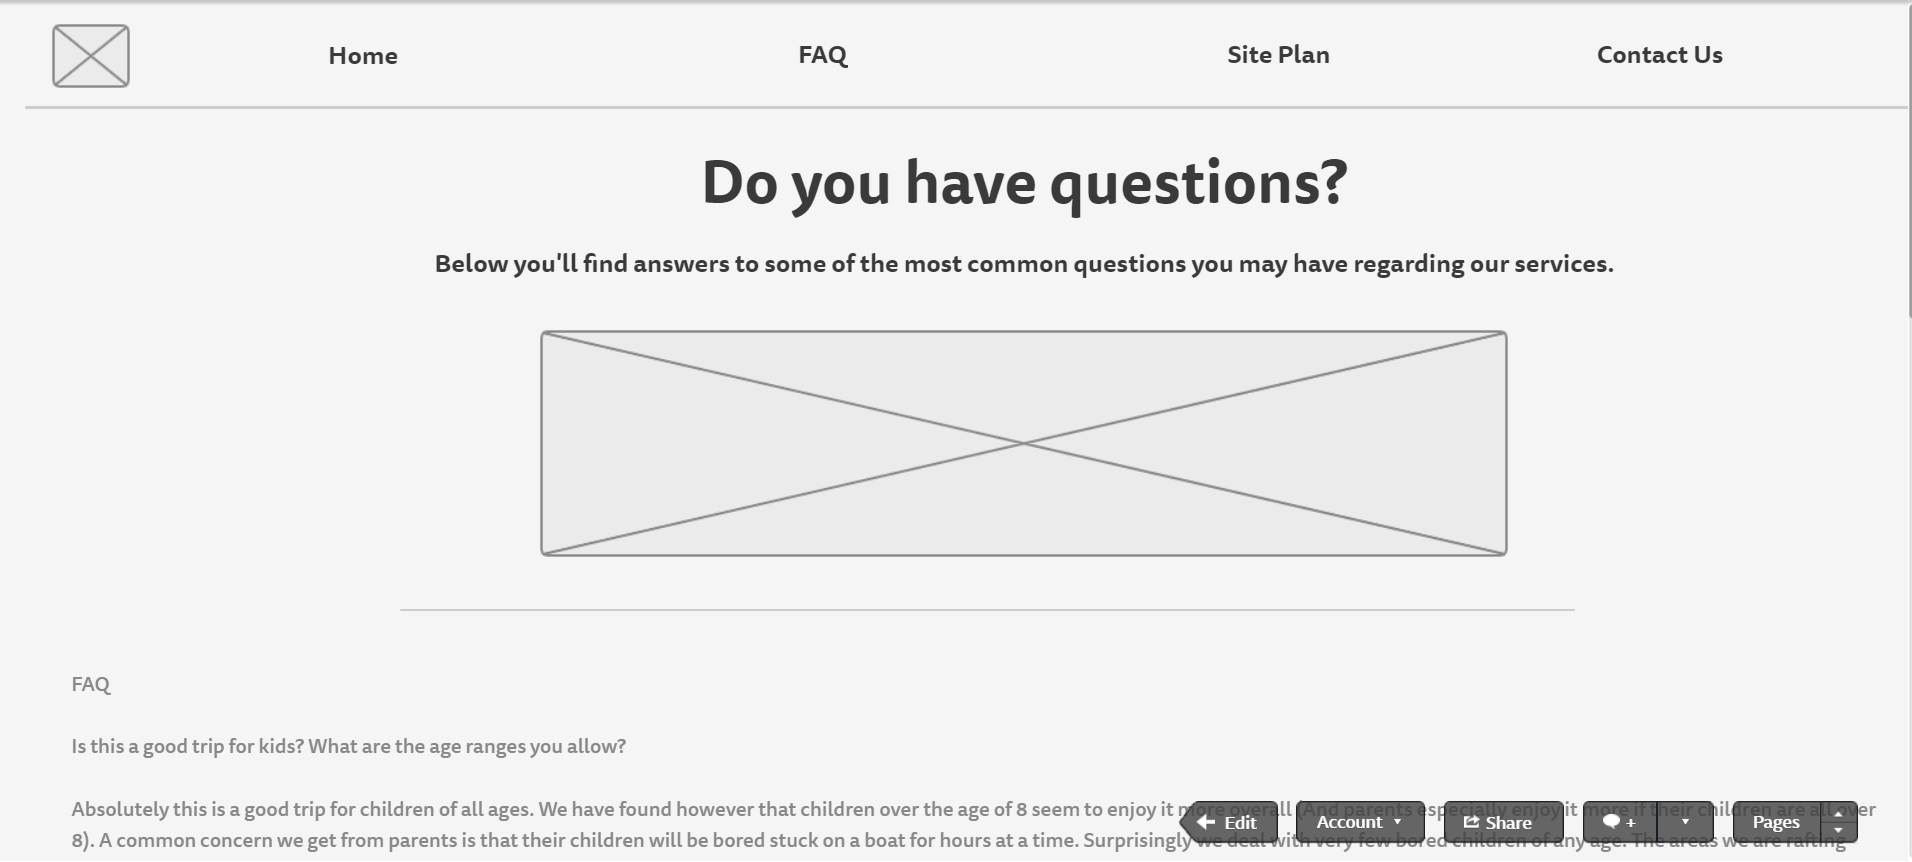 Home FAQ Site Plan Contact Us
Do you have questions?
Below you'll find answers to some of the most common questions you may have regarding our services.
FAQ
Is this a good trip for kids? What are the age ranges you allow?
Absolutely this is a good trip for children of all ages. We have found however that children over the age of 8 seem to enjoy it more overall (And parents especially enjoy it more if their children are all over
8). A common concern we get from parents is that their children will be bored stuck on a boat for hours at a time. Surprisingly we deal with very few bored children of any age. The areas we are rafting
Edit Account Share + Pages